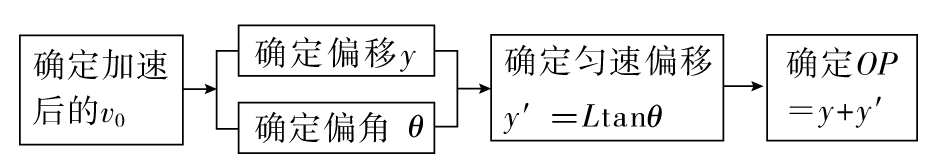 确定加速
后的v₀
确定偏移y
确定偏角 θ
确定匀速偏移
y′ =Ltanθ
确定OP
=y+y′